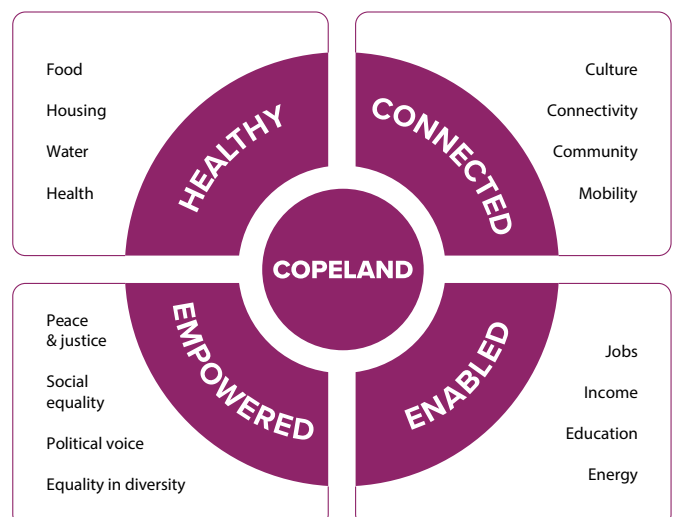 Food
Housing
Water
Health
HEALTHY
CONNECTED
Culture
Connectivity
Community
Mobility
COPELAND
Peace
& justice
Social
equality
Political voice
Equality in diversity
EMPOWERED
ENABLED
Jobs
Income
Education
Energy